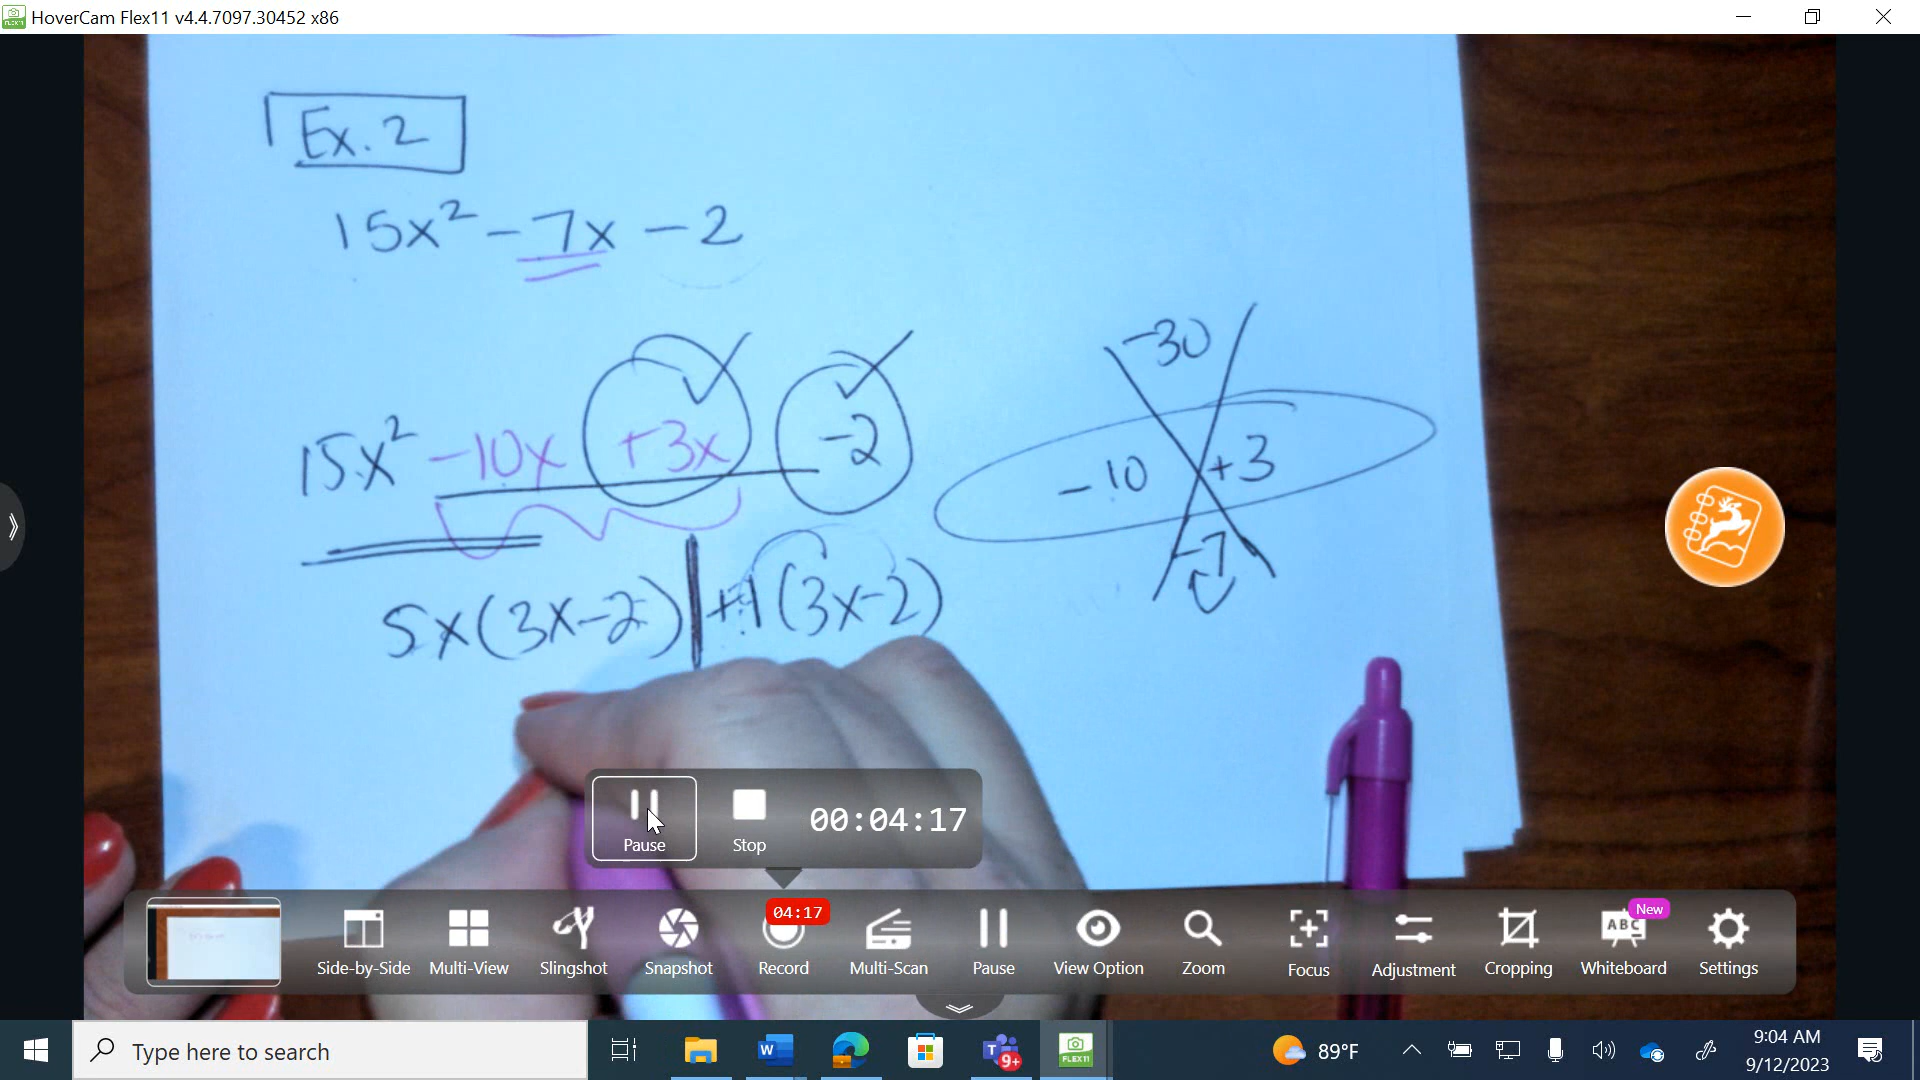 HoverCam Flex11 v4.4.7097.30452 x86
Ex. 2
15x² - 7x - 2
-30
15x² -10x +3x -2
-10 +3
-7
5x(3x-2) +1(3x-2)
Pause
Stop
00:04:17
04:17
New
ABC
Side-by-Side
Multi-View
Slingshot
Snapshot
Record
Multi-Scan
Pause
View Option
Zoom
Focus
Adjustment
Cropping
Whiteboard
Settings
Type here to search
W
T
9+
FLEX11
89°F
9:04 AM
9/12/2023